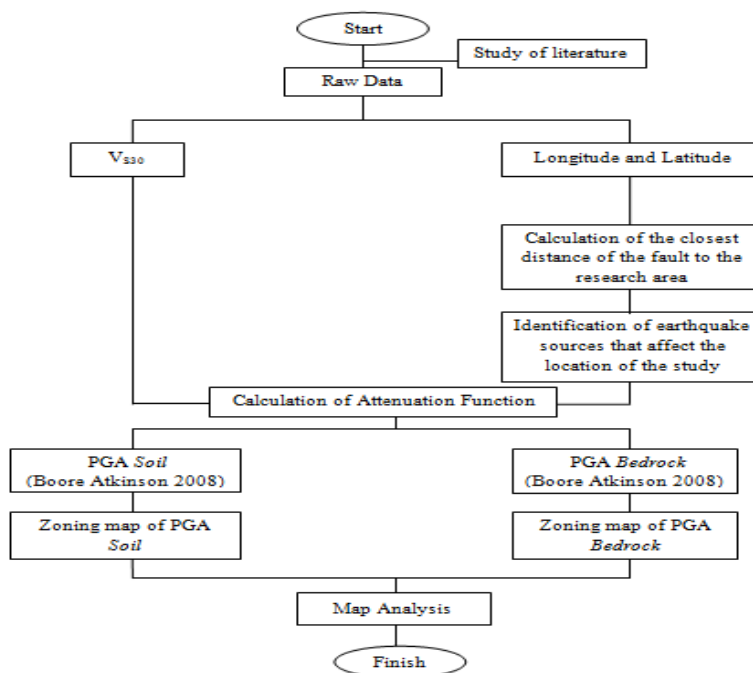 Start
Study of literature
Raw Data
VS30
Longitude and Latitude
Calculation of the closest
distance of the fault to the
research area
Identification of earthquake
sources that affect the
location of the study
Calculation of Attenuation Function
PGA Soil
(Boore Atkinson 2008)
PGA Bedrock
(Boore Atkinson 2008)
Zoning map of PGA
Soil
Zoning map of PGA
Bedrock
Map Analysis
Finish